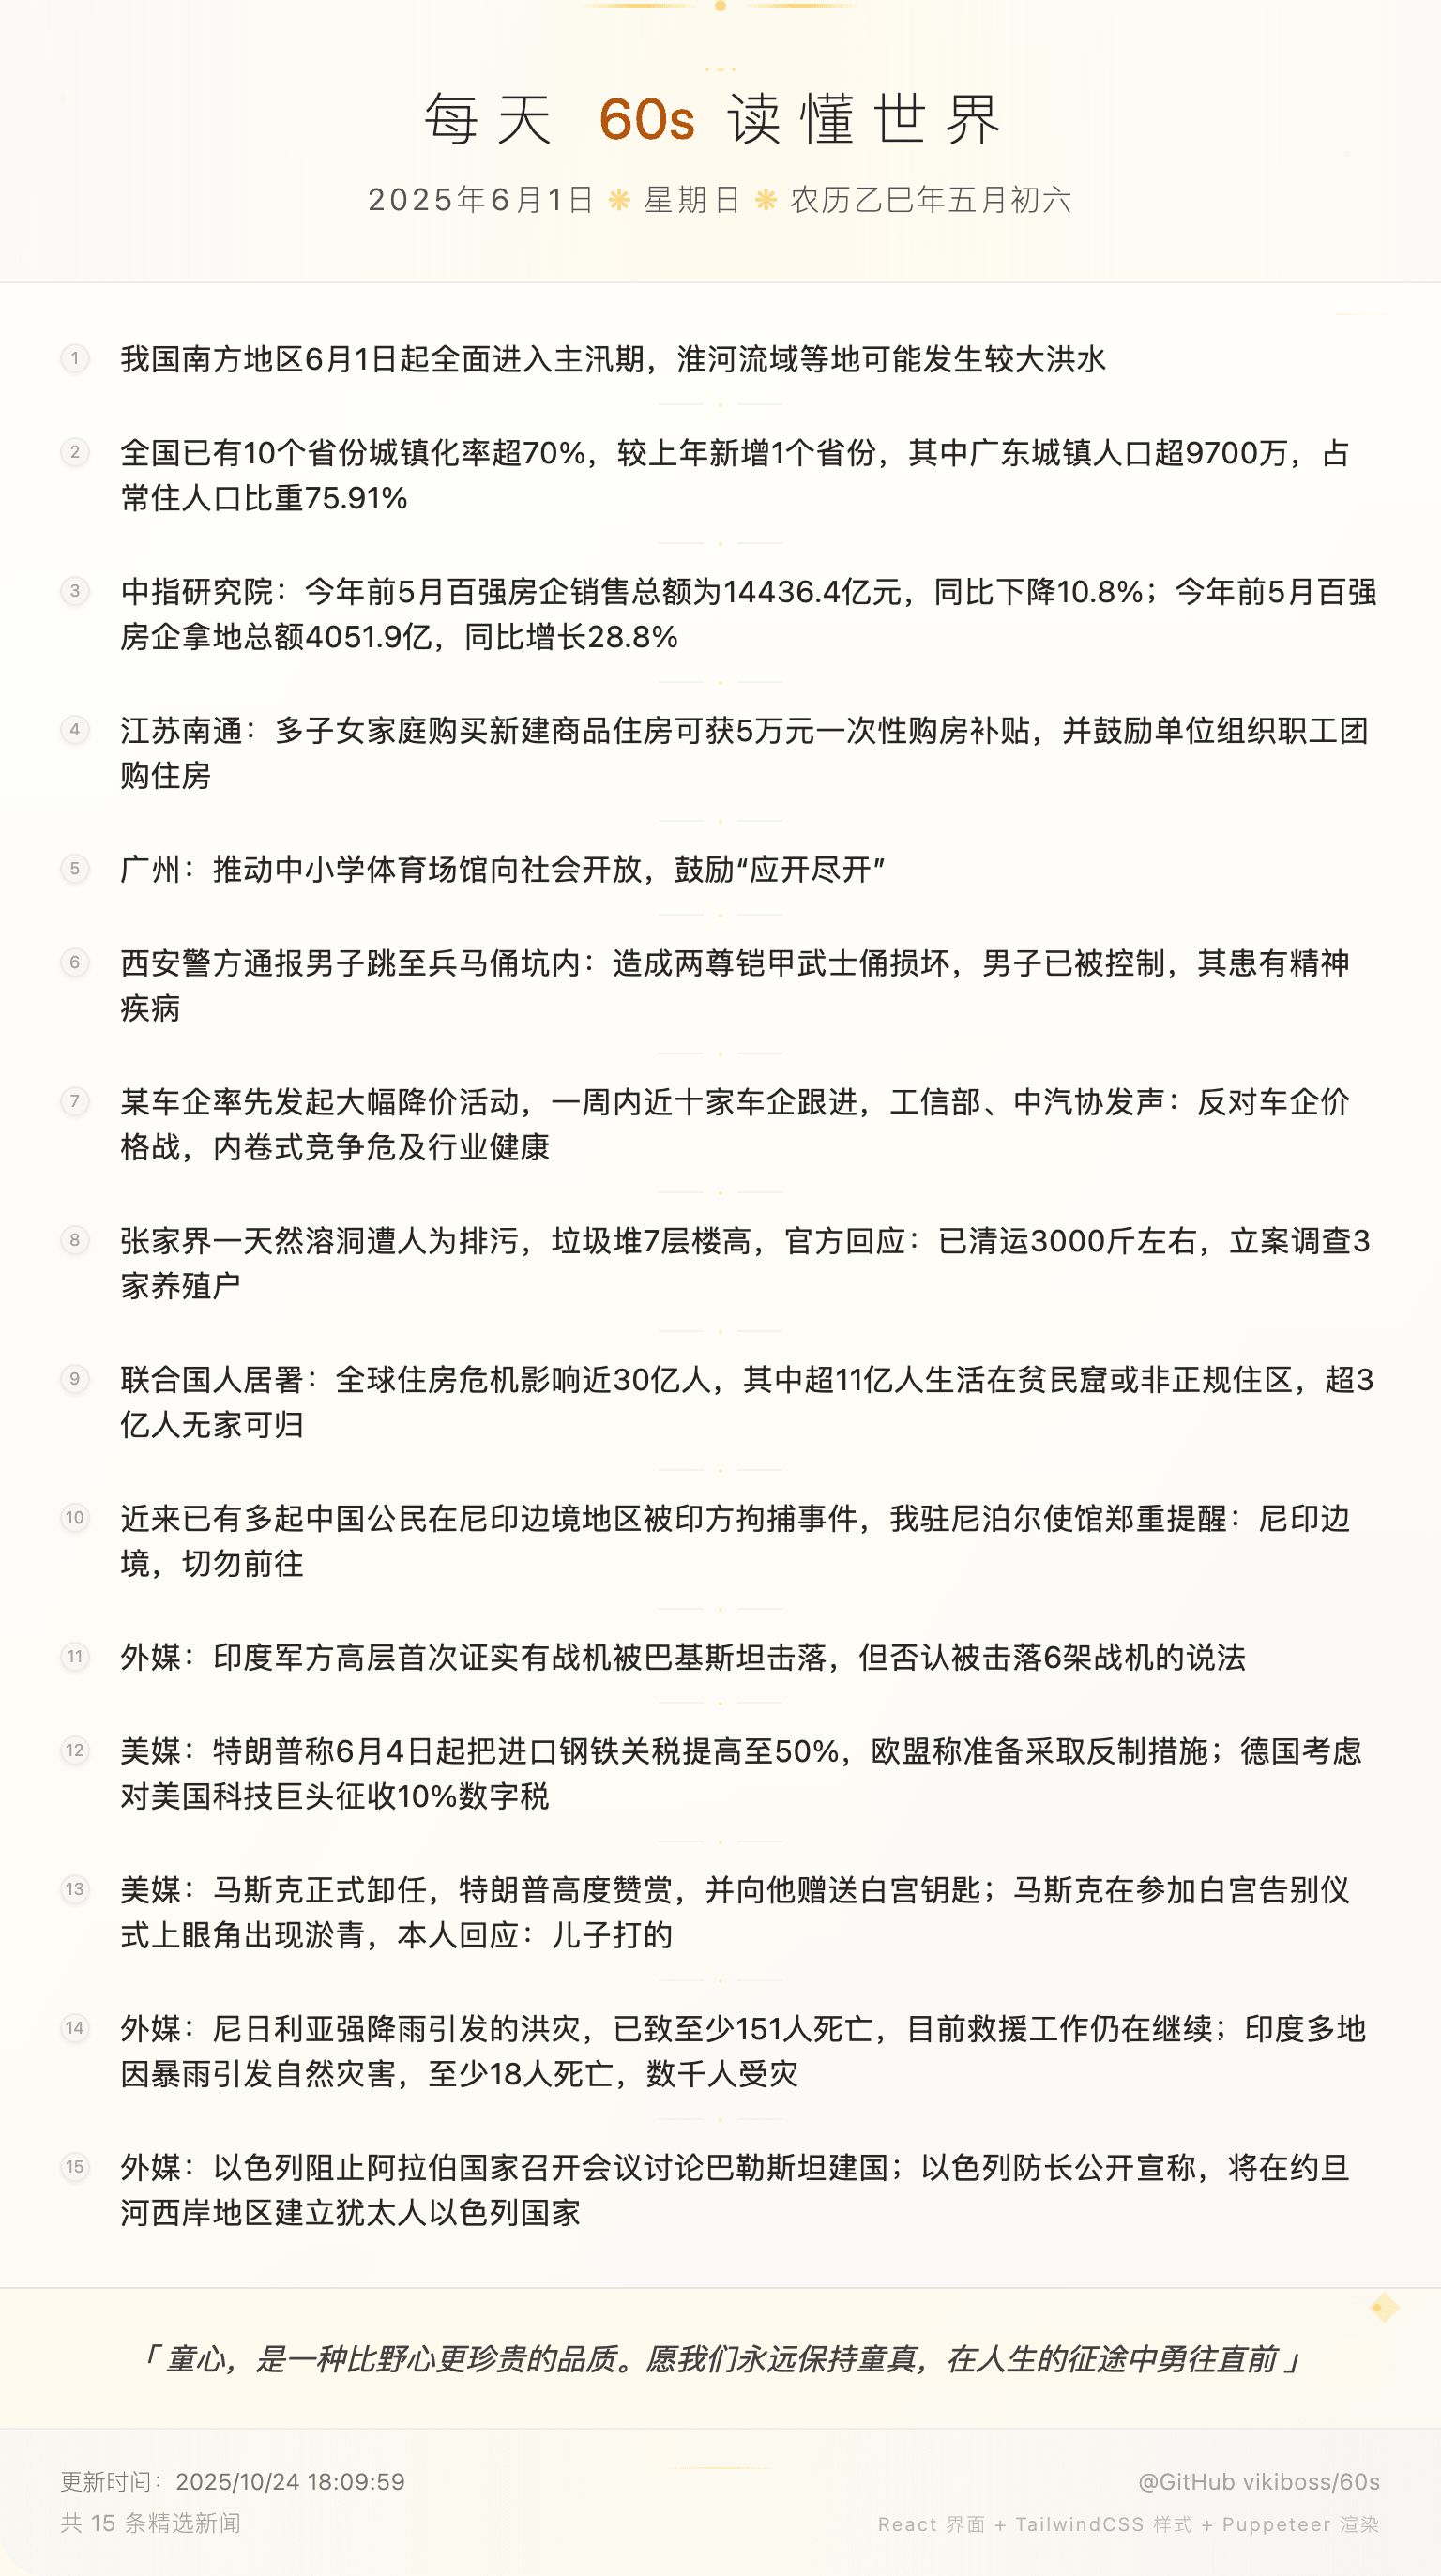 每天 60s 读懂世界
2025年6月1日 ❋ 星期日 ❋ 农历乙巳年五月初六
1 我国南方地区6月1日起全面进入主汛期，淮河流域等地可能发生较大洪水
2 全国已有10个省份城镇化率超70%，较上年新增1个省份，其中广东城镇人口超9700万，占
常住人口比重75.91%
3 中指研究院：今年前5月百强房企销售总额为14436.4亿元，同比下降10.8%；今年前5月百强
房企拿地总额4051.9亿，同比增长28.8%
4 江苏南通：多子女家庭购买新建商品住房可获5万元一次性购房补贴，并鼓励单位组织职工团
购住房
5 广州：推动中小学体育场馆向社会开放，鼓励“应开尽开”
6 西安警方通报男子跳至兵马俑坑内：造成两尊铠甲武士俑损坏，男子已被控制，其患有精神
疾病
7 某车企率先发起大幅降价活动，一周内近十家车企跟进，工信部、中汽协发声：反对车企价
格战，内卷式竞争危及行业健康
8 张家界一天然溶洞遭人为排污，垃圾堆7层楼高，官方回应：已清运3000斤左右，立案调查3
家养殖户
9 联合国人居署：全球住房危机影响近30亿人，其中超11亿人生活在贫民窟或非正规住区，超3
亿人无家可归
10 近来已有多起中国公民在尼印边境地区被印方拘捕事件，我驻尼泊尔使馆郑重提醒：尼印边
境，切勿前往
11 外媒：印度军方高层首次证实有战机被巴基斯坦击落，但否认被击落6架战机的说法
12 美媒：特朗普称6月4日起把进口钢铁关税提高至50%，欧盟称准备采取反制措施；德国考虑
对美国科技巨头征收10%数字税
13 美媒：马斯克正式卸任，特朗普高度赞赏，并向他赠送白宫钥匙；马斯克在参加白宫告别仪
式上眼角出现淤青，本人回应：儿子打的
14 外媒：尼日利亚强降雨引发的洪灾，已致至少151人死亡，目前救援工作仍在继续；印度多地
因暴雨引发自然灾害，至少18人死亡，数千人受灾
15 外媒：以色列阻止阿拉伯国家召开会议讨论巴勒斯坦建国；以色列防长公开宣称，将在约旦
河西岸地区建立犹太人以色列国家
「 童心，是一种比野心更珍贵的品质。愿我们永远保持童真，在人生的征途中勇往直前 」
更新时间：2025/10/24 18:09:59
@GitHub vikiboss/60s
共 15 条精选新闻
React 界面 + TailwindCSS 样式 + Puppeteer 渲染